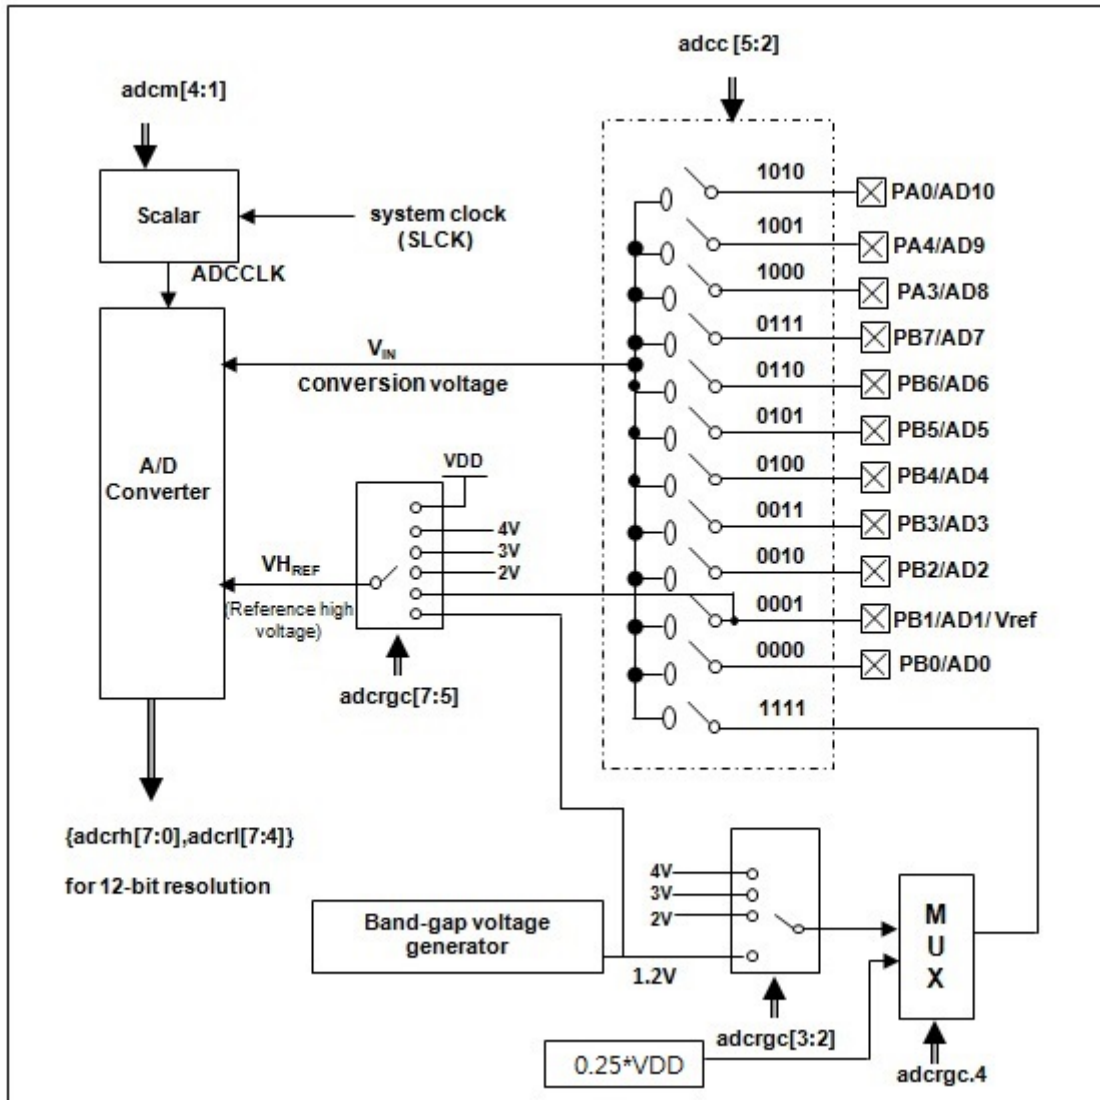 adcc [5:2]
adcm[4:1]
Scalar
system clock
(SLCK)
ADCCLK
1010
PA0/AD10
1001
PA4/AD9
1000
PA3/AD8
0111
PB7/AD7
VIN
conversion voltage
0110
PB6/AD6
0101
PB5/AD5
A/D
Converter
VDD
0100
PB4/AD4
4V
3V
2V
0011
PB3/AD3
VHREF
(Reference high
voltage)
0010
PB2/AD2
0001
PB1/AD1/ Vref
0000
PB0/AD0
adcrgc[7:5]
1111
{adcrh[7:0],adcrl[7:4]}
for 12-bit resolution
4V
3V
2V
Band-gap voltage
generator
1.2V
M
U
X
adcrgc[3:2]
0.25*VDD
adcrgc.4